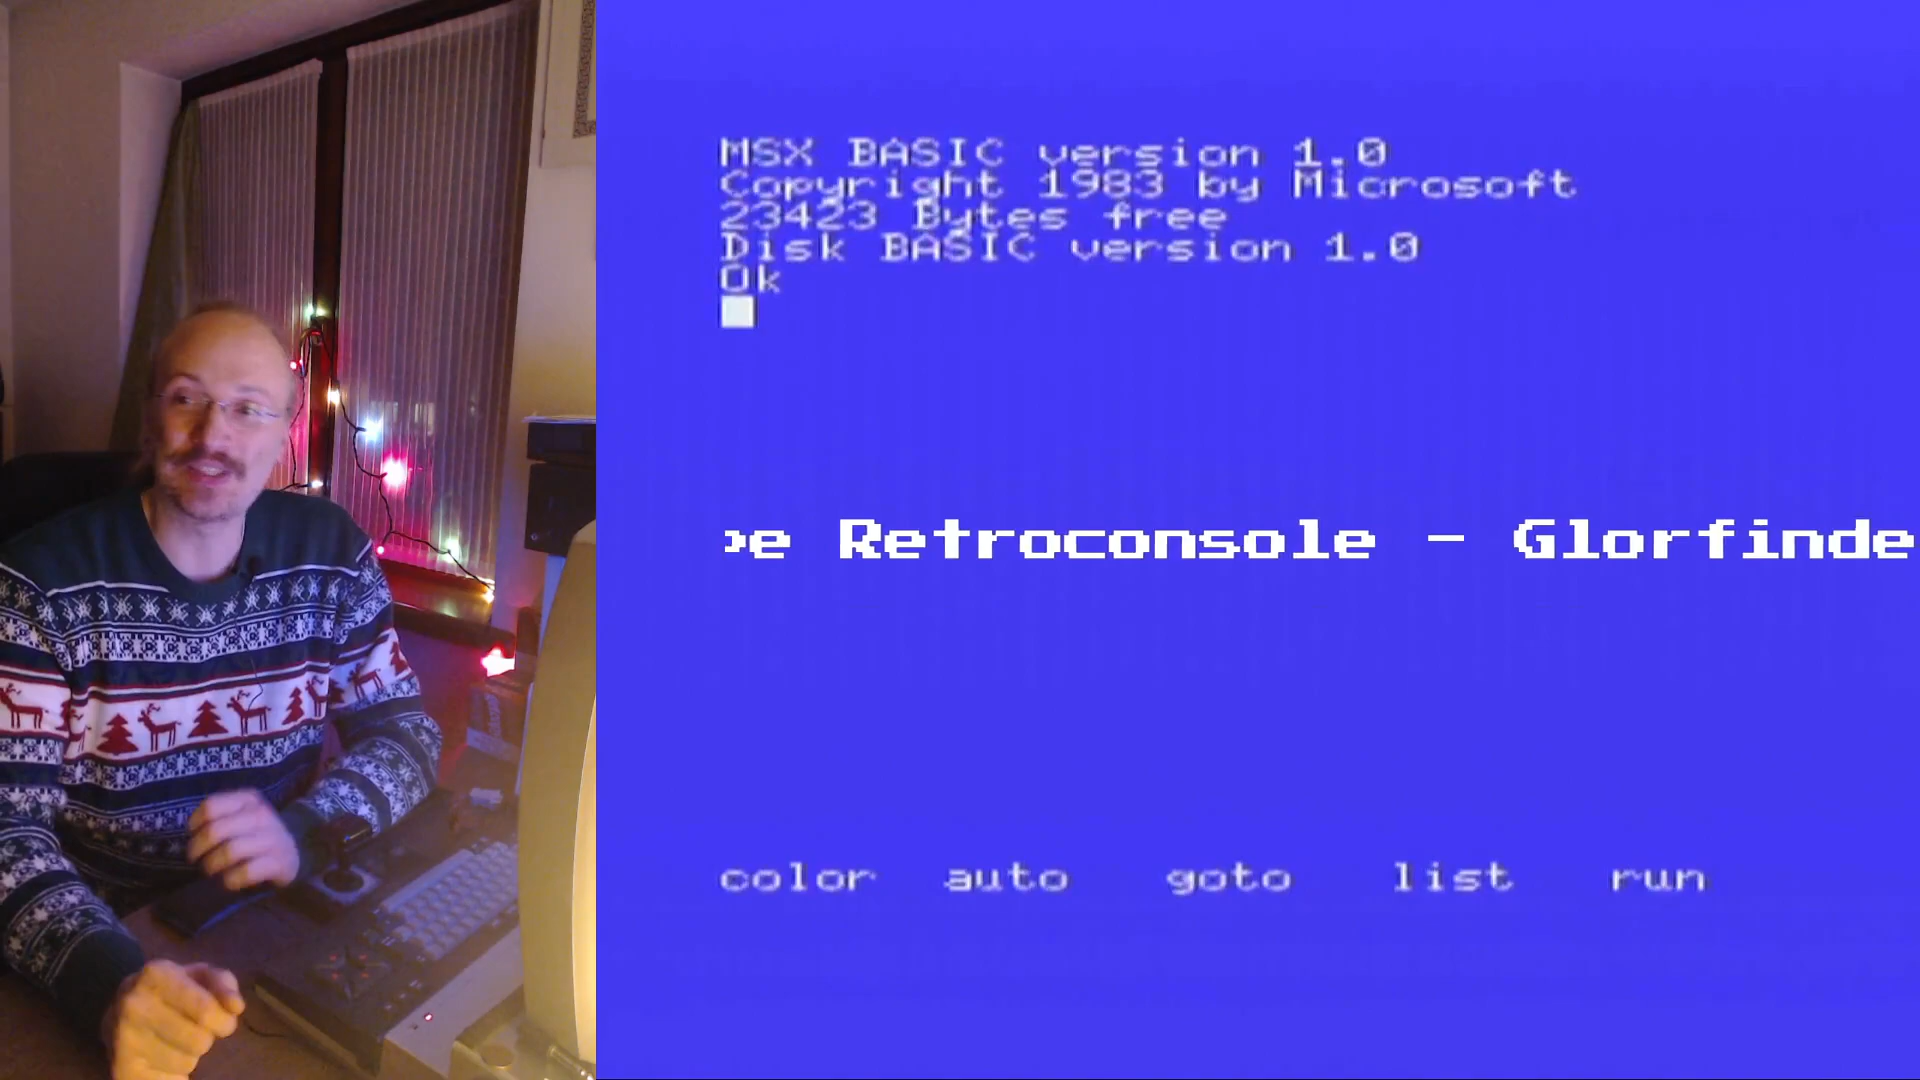 MSX BASIC version 1.0
Copyright 1983 by Microsoft
23423 Bytes free
Disk BASIC version 1.0
Ok
e Retroconsole - Glorfinde
color auto goto list run